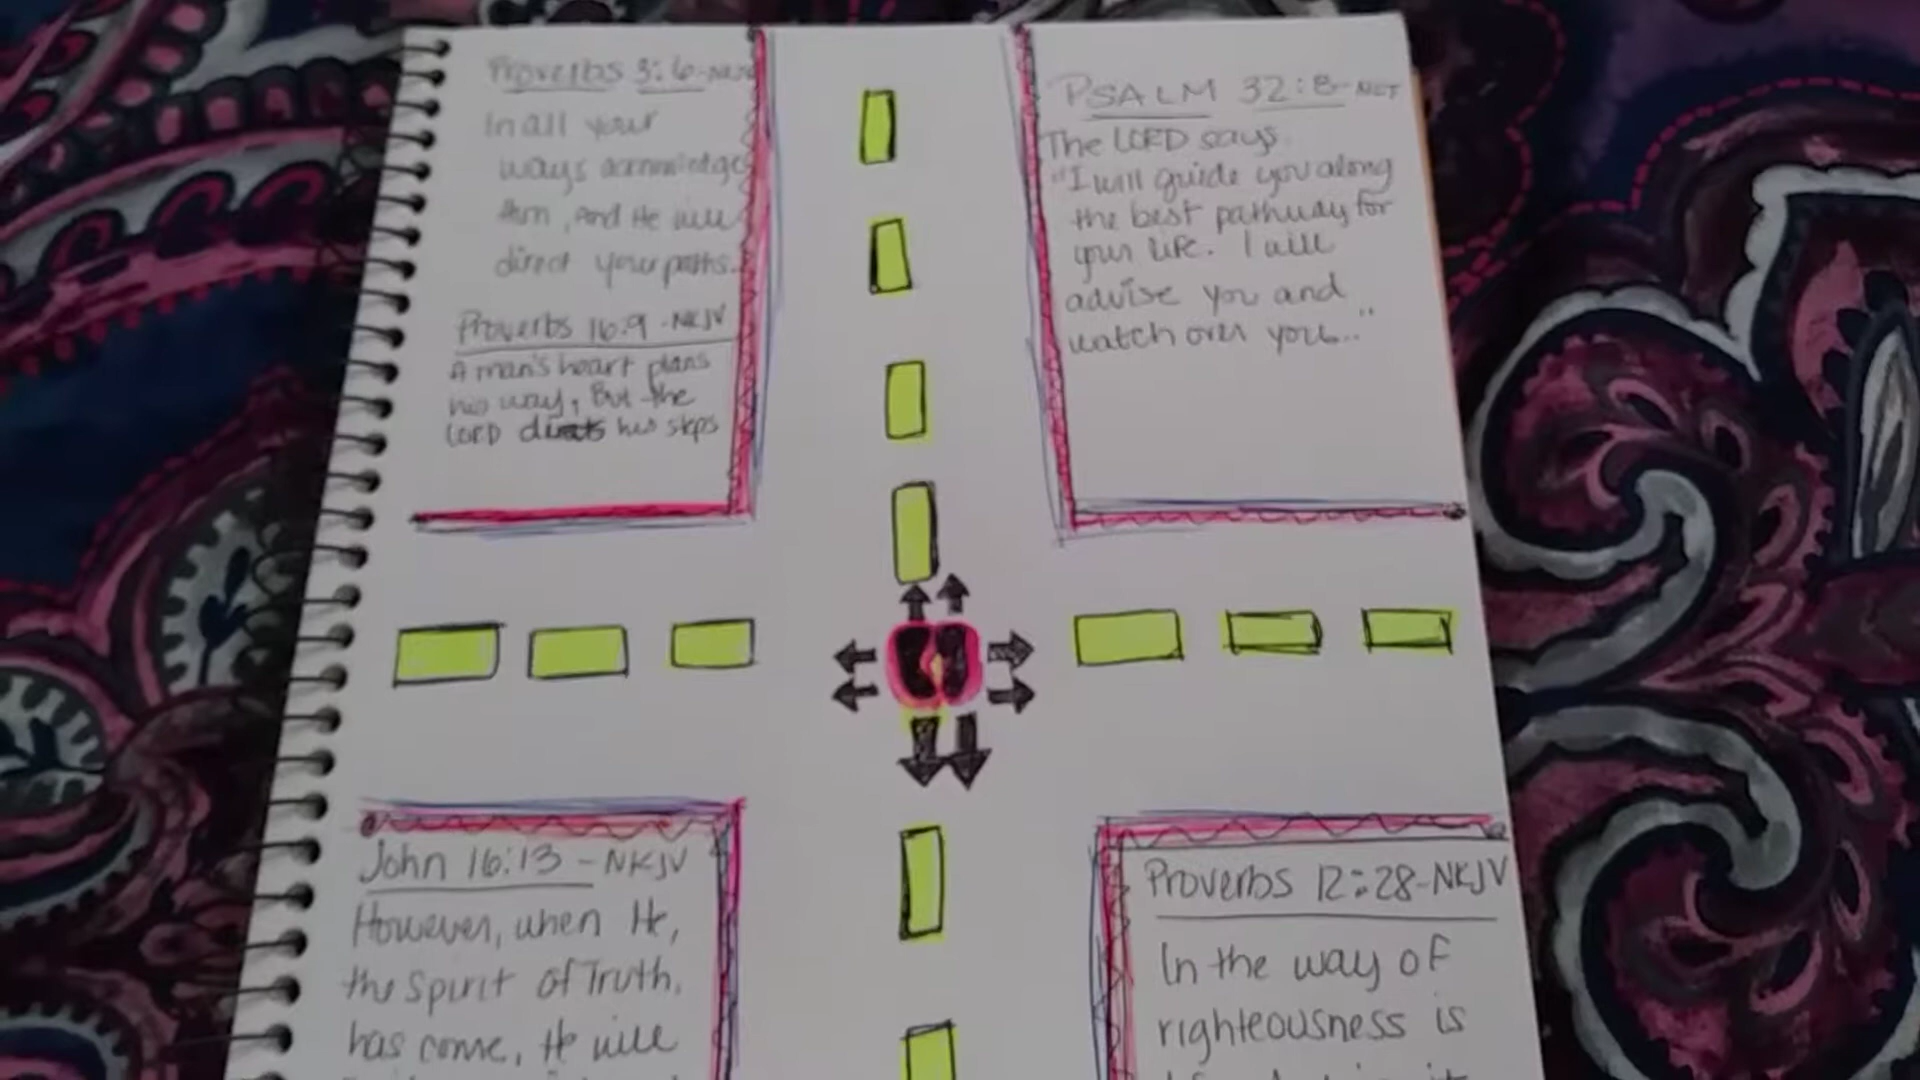 Proverbs 3:6-NKJV
In all your
ways acknowledge
Him, And He will
direct your paths.
Proverbs 16:9-NKJV
A man's heart plans
his way, But the
LORD directs his steps
PSALM 32:8-NLT
The LORD says,
"I will guide you along
the best pathway for
your life. I will
advise you and
watch over you.."
John 16:13-NKJV
However, when He,
the Spirit of Truth,
has come, He will
Proverbs 12:28-NKJV
In the way of
righteousness is